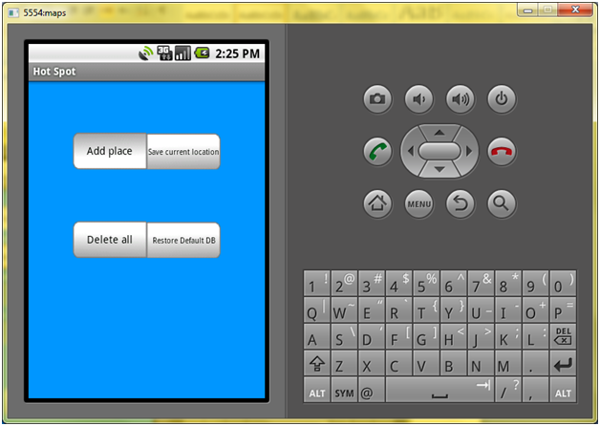 5554:maps
3G
2:25 PM
Hot Spot
Add place
Save current location
Delete all
Restore Default DB
MENU
1 ! 2 @ 3 # 4 $ 5 % 6 ^ 7 & 8 * 9 ( 0 )
Q | W ~ E " R ` T { Y } U _ I - O + P =
A S \ D ' F [ G ] H < J > K ; L : DEL
Z X C V B N M .
ALT SYM @ / ? , ALT